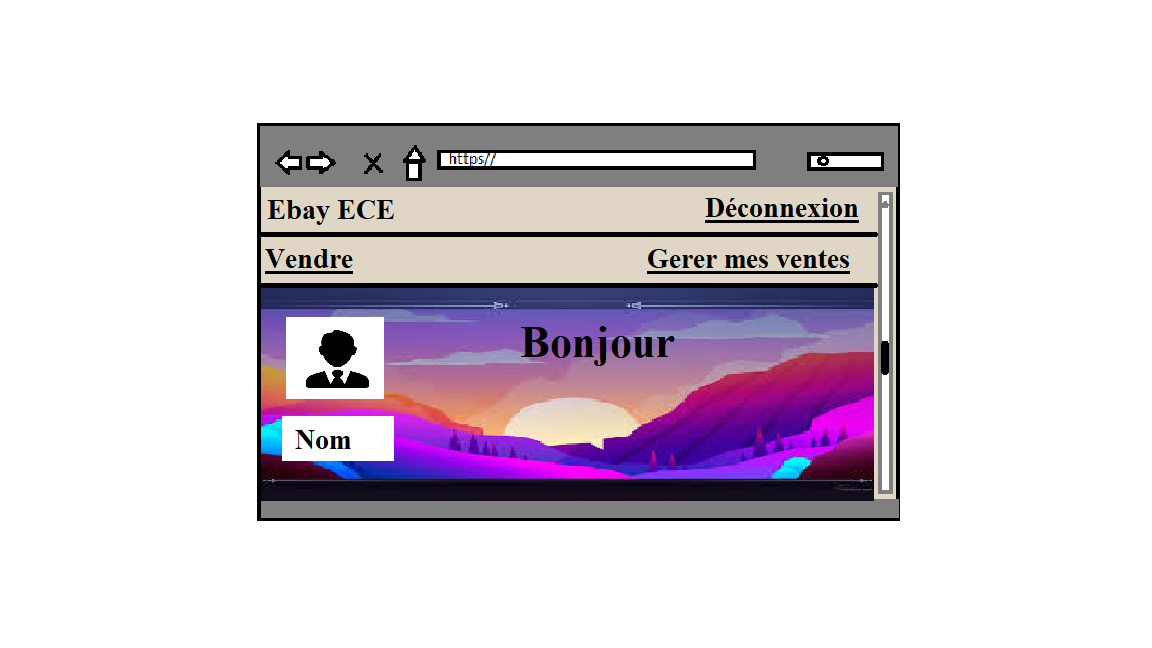 https//
Ebay ECE Déconnexion
Vendre Gerer mes ventes
Bonjour
Nom